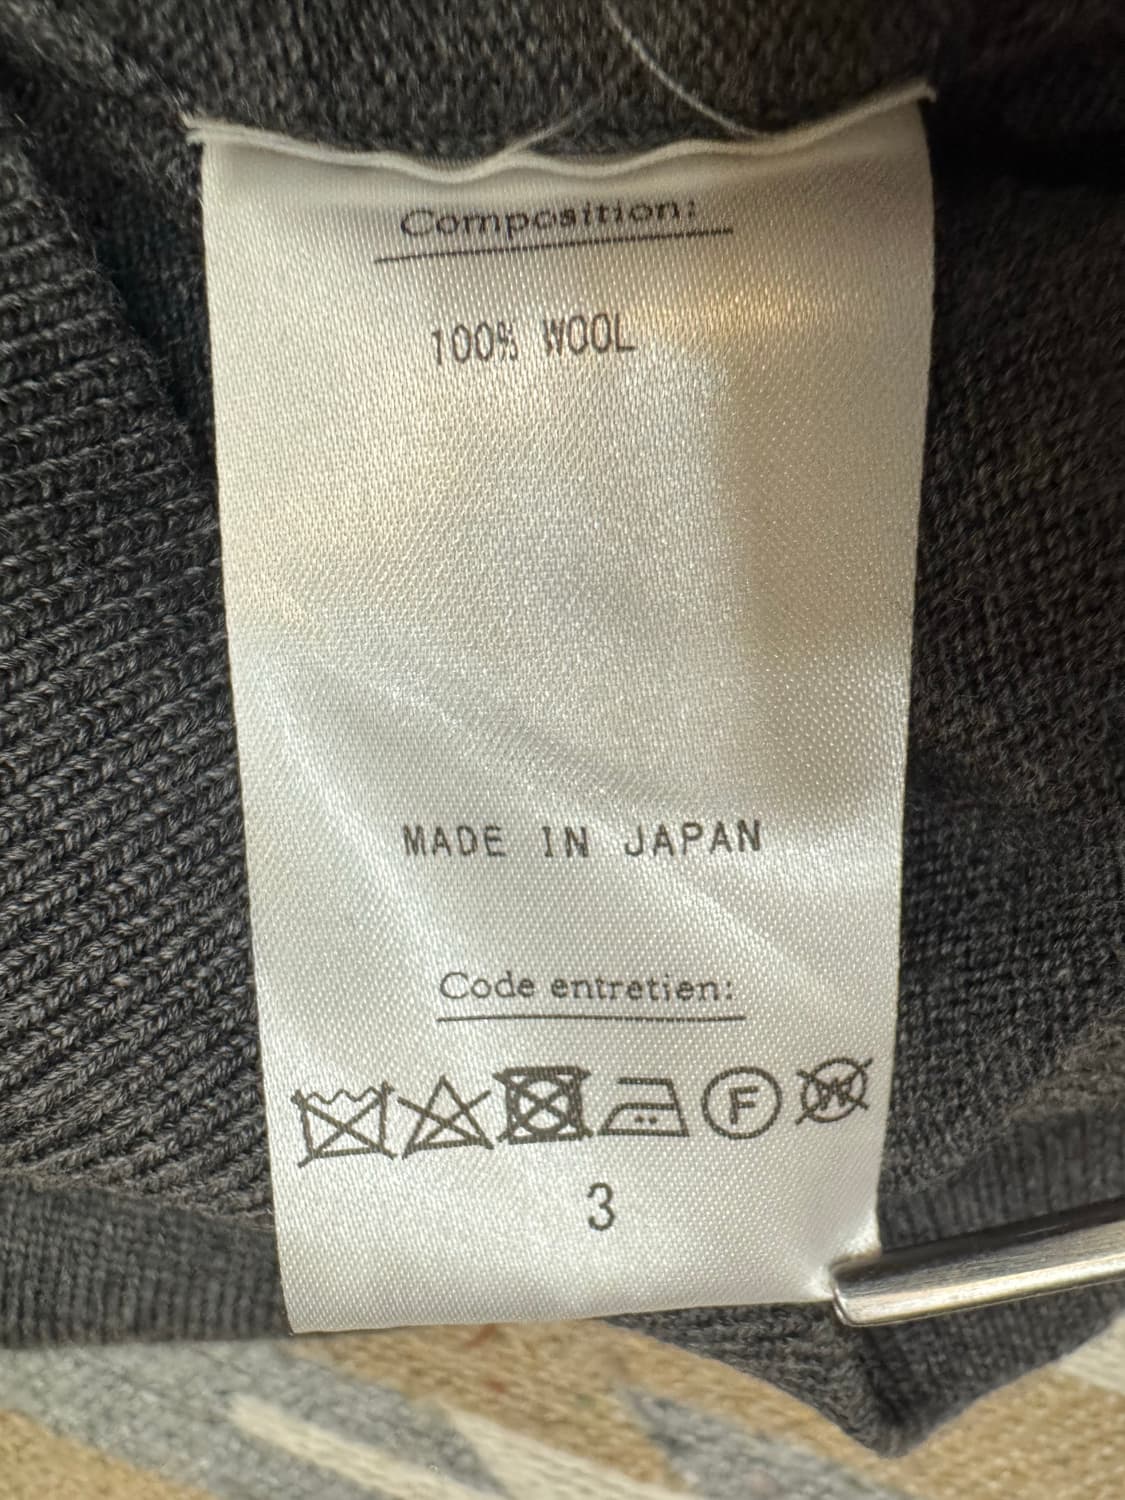 Composition:
100% WOOL
MADE IN JAPAN
Code entretien:
F W
3